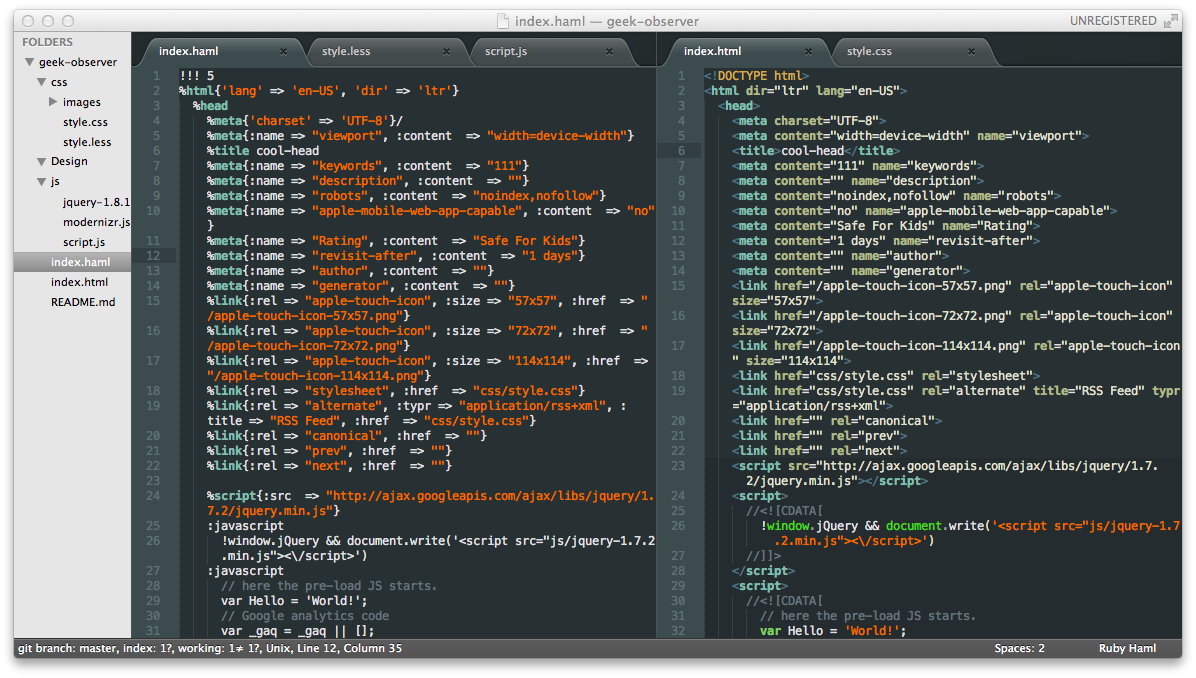 index.haml — geek-observer
UNREGISTERED
FOLDERS
geek-observer
css
images
style.css
style.less
Design
js
jquery-1.8.1
modernizr.js
script.js
index.haml
index.html
README.md
index.haml × style.less × script.js ×
1 !!! 5
2 %html{'lang' => 'en-US', 'dir' => 'ltr'}
3 %head
4 %meta{'charset' => 'UTF-8'}/
5 %meta{:name => "viewport", :content  => "width=device-width"}
6 %title cool-head
7 %meta{:name => "keywords", :content  => "111"}
8 %meta{:name => "description", :content  => ""}
9 %meta{:name => "robots", :content  => "noindex,nofollow"}
10 %meta{:name => "apple-mobile-web-app-capable", :content  => "no"
}
11 %meta{:name => "Rating", :content  => "Safe For Kids"}
12 %meta{:name => "revisit-after", :content  => "1 days"}
13 %meta{:name => "author", :content  => ""}
14 %meta{:name => "generator", :content  => ""}
15 %link{:rel => "apple-touch-icon", :size => "57x57", :href  => "
/apple-touch-icon-57x57.png"}
16 %link{:rel => "apple-touch-icon", :size => "72x72", :href  => "
/apple-touch-icon-72x72.png"}
17 %link{:rel => "apple-touch-icon", :size => "114x114", :href  =>
"/apple-touch-icon-114x114.png"}
18 %link{:rel => "stylesheet", :href  => "css/style.css"}
19 %link{:rel => "alternate", :typr => "application/rss+xml", :
title => "RSS Feed", :href  => "css/style.css"}
20 %link{:rel => "canonical", :href  => ""}
21 %link{:rel => "prev", :href  => ""}
22 %link{:rel => "next", :href  => ""}
23
24 %script{:src  => "http://ajax.googleapis.com/ajax/libs/jquery/1.
7.2/jquery.min.js"}
25 :javascript
26 !window.jQuery && document.write('<script src="js/jquery-1.7.2
.min.js"><\/script>')
27 :javascript
28 // here the pre-load JS starts.
29 var Hello = 'World!';
30 // Google analytics code
31 var _gaq = _gaq || [];
index.html × style.css ×
1 <!DOCTYPE html>
2 <html dir="ltr" lang="en-US">
3 <head>
4 <meta charset="UTF-8">
5 <meta content="width=device-width" name="viewport">
6 <title>cool-head</title>
7 <meta content="111" name="keywords">
8 <meta content="" name="description">
9 <meta content="noindex,nofollow" name="robots">
10 <meta content="no" name="apple-mobile-web-app-capable">
11 <meta content="Safe For Kids" name="Rating">
12 <meta content="1 days" name="revisit-after">
13 <meta content="" name="author">
14 <meta content="" name="generator">
15 <link href="/apple-touch-icon-57x57.png" rel="apple-touch-icon"
size="57x57">
16 <link href="/apple-touch-icon-72x72.png" rel="apple-touch-icon"
size="72x72">
17 <link href="/apple-touch-icon-114x114.png" rel="apple-touch-icon
" size="114x114">
18 <link href="css/style.css" rel="stylesheet">
19 <link href="css/style.css" rel="alternate" title="RSS Feed" typr
="application/rss+xml">
20 <link href="" rel="canonical">
21 <link href="" rel="prev">
22 <link href="" rel="next">
23 <script src="http://ajax.googleapis.com/ajax/libs/jquery/1.7.
2/jquery.min.js"></script>
24 <script>
25 //<![CDATA[
26 !window.jQuery && document.write('<script src="js/jquery-1.7
.2.min.js"><\/script>')
27 //]]>
28 </script>
29 <script>
30 //<![CDATA[
31 // here the pre-load JS starts.
32 var Hello = 'World!';
git branch: master, index: 1?, working: 1≠ 1?, Unix, Line 12, Column 35
Spaces: 2
Ruby Haml